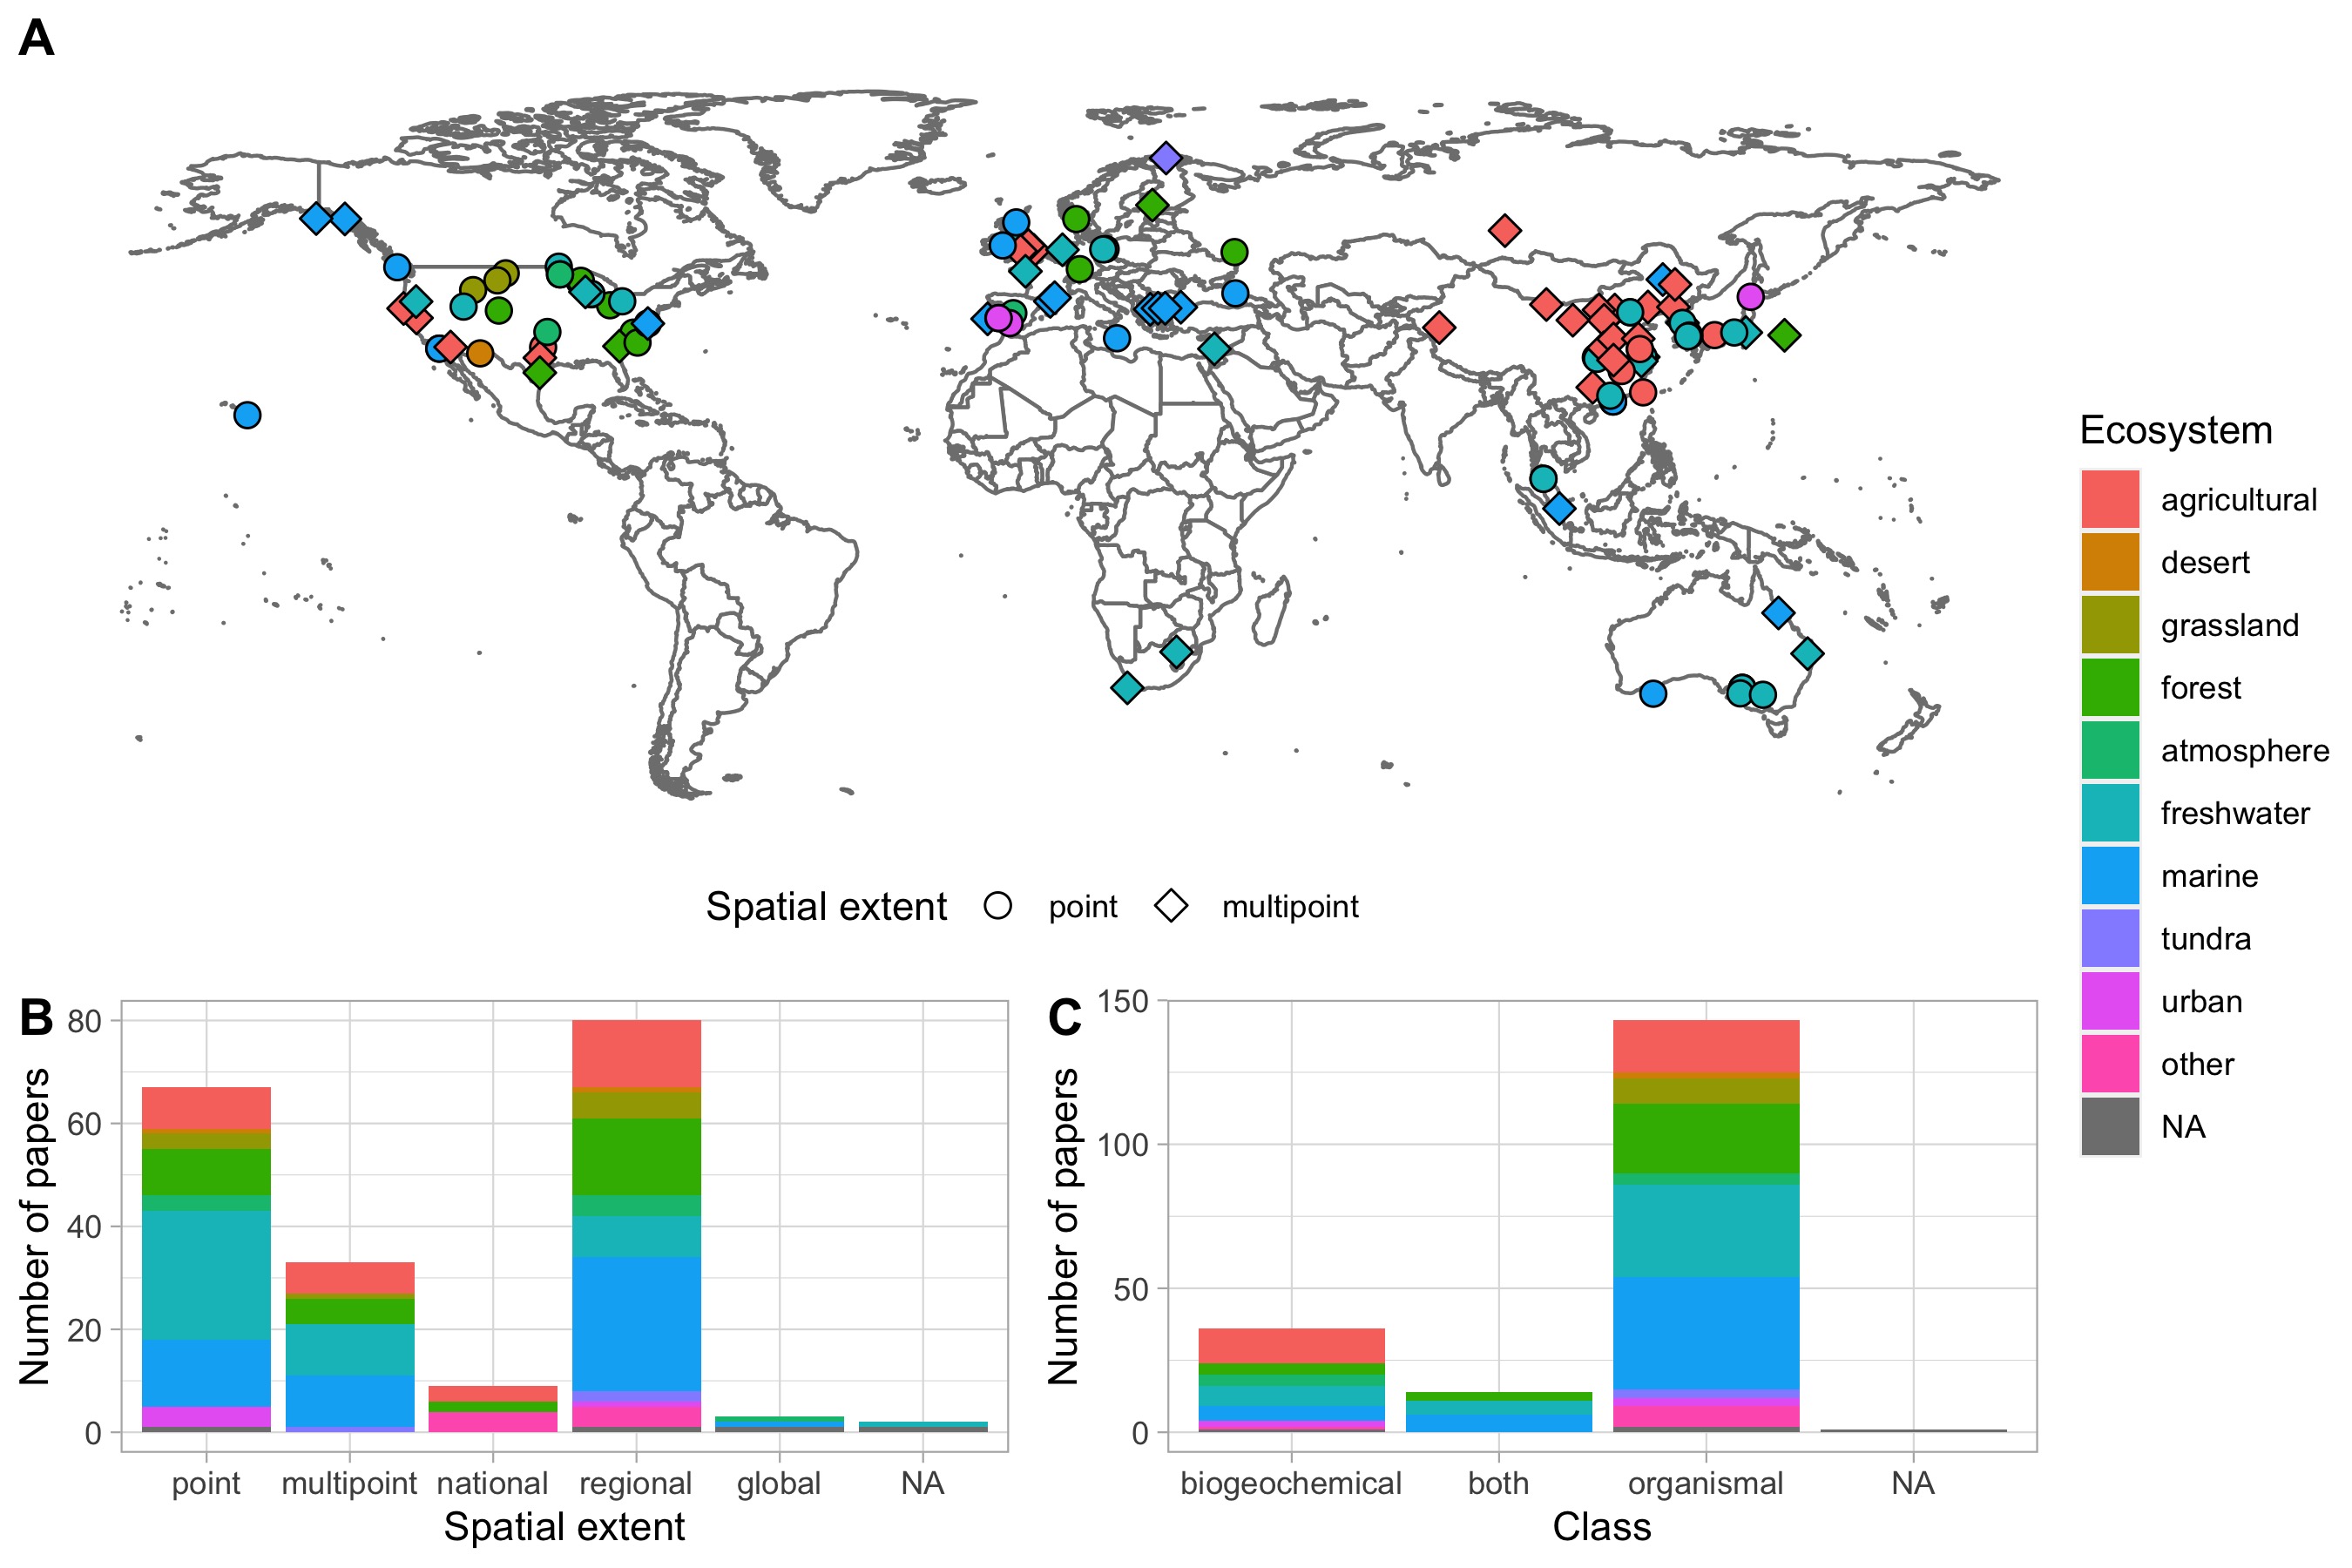 A
Ecosystem
agricultural
desert
grassland
forest
atmosphere
freshwater
marine
tundra
urban
other
NA
Spatial extent point multipoint
B
Number of papers
80
60
40
20
0
point multipoint national regional global NA
Spatial extent
C
Number of papers
150
100
50
0
biogeochemical both organismal NA
Class